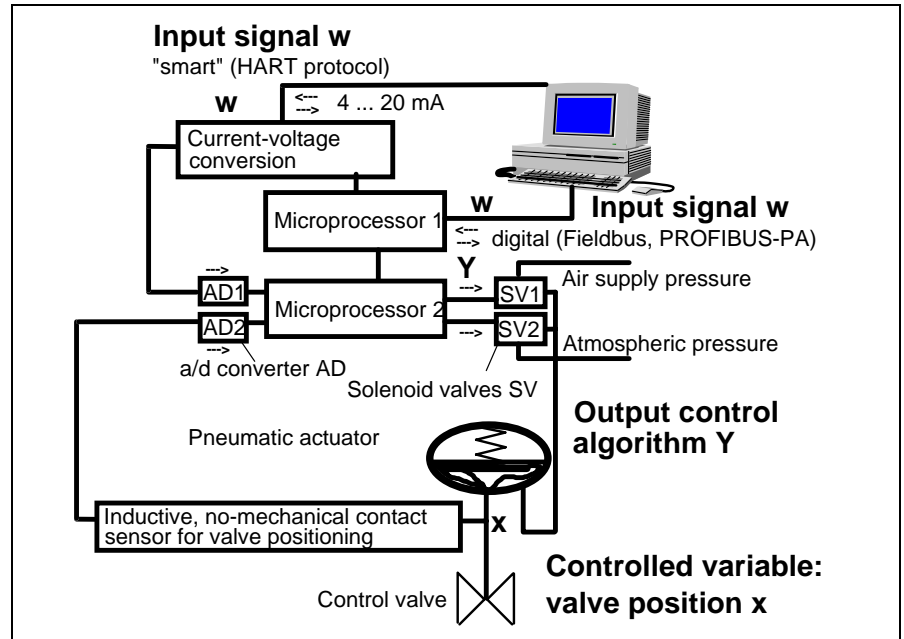 Input signal w
"smart" (HART protocol)
w
<---
---> 4 ... 20 mA
Current-voltage
conversion
Microprocessor 1
w
Input signal w
<---
---> digital (Fieldbus, PROFIBUS-PA)
Y
--->
--->
AD1
Microprocessor 2
SV1
Air supply pressure
AD2
--->
SV2
--->
Atmospheric pressure
a/d converter AD
Solenoid valves SV
Output control
algorithm Y
Pneumatic actuator
Inductive, no-mechanical contact
sensor for valve positioning
x
Controlled variable:
valve position x
Control valve